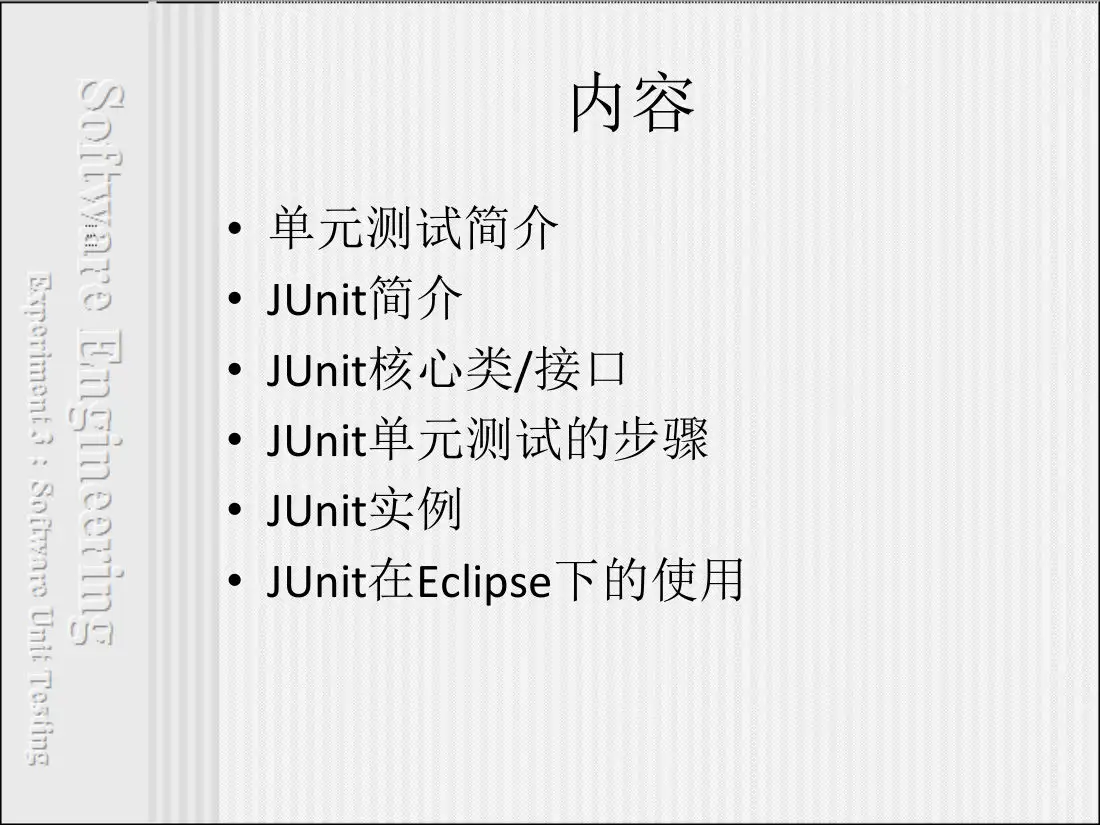 内容
• 单元测试简介
• JUnit简介
• JUnit核心类/接口
• JUnit单元测试的步骤
• JUnit实例
• JUnit在Eclipse下的使用
Software Engineering
Experiment3 : Software Unit Testing